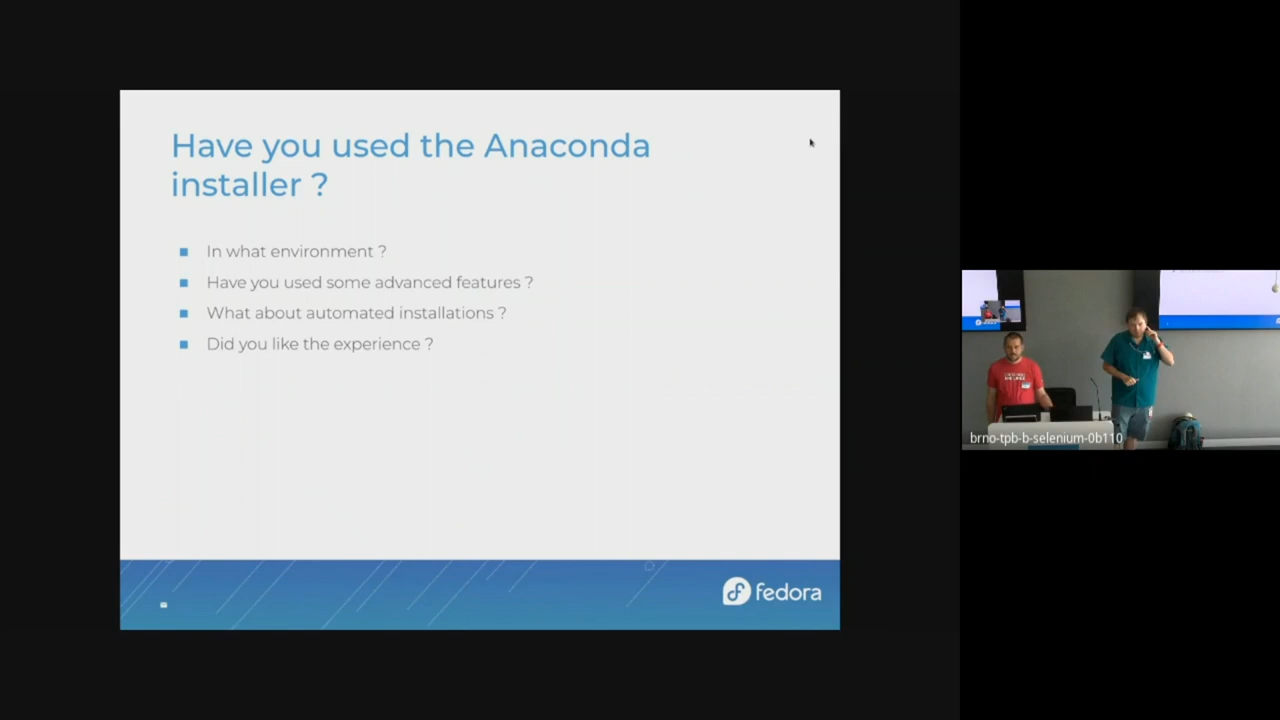 Have you used the Anaconda
installer ?
In what environment ?
Have you used some advanced features ?
What about automated installations ?
Did you like the experience ?
fedora
brno-tpb-b-selenium-0b110